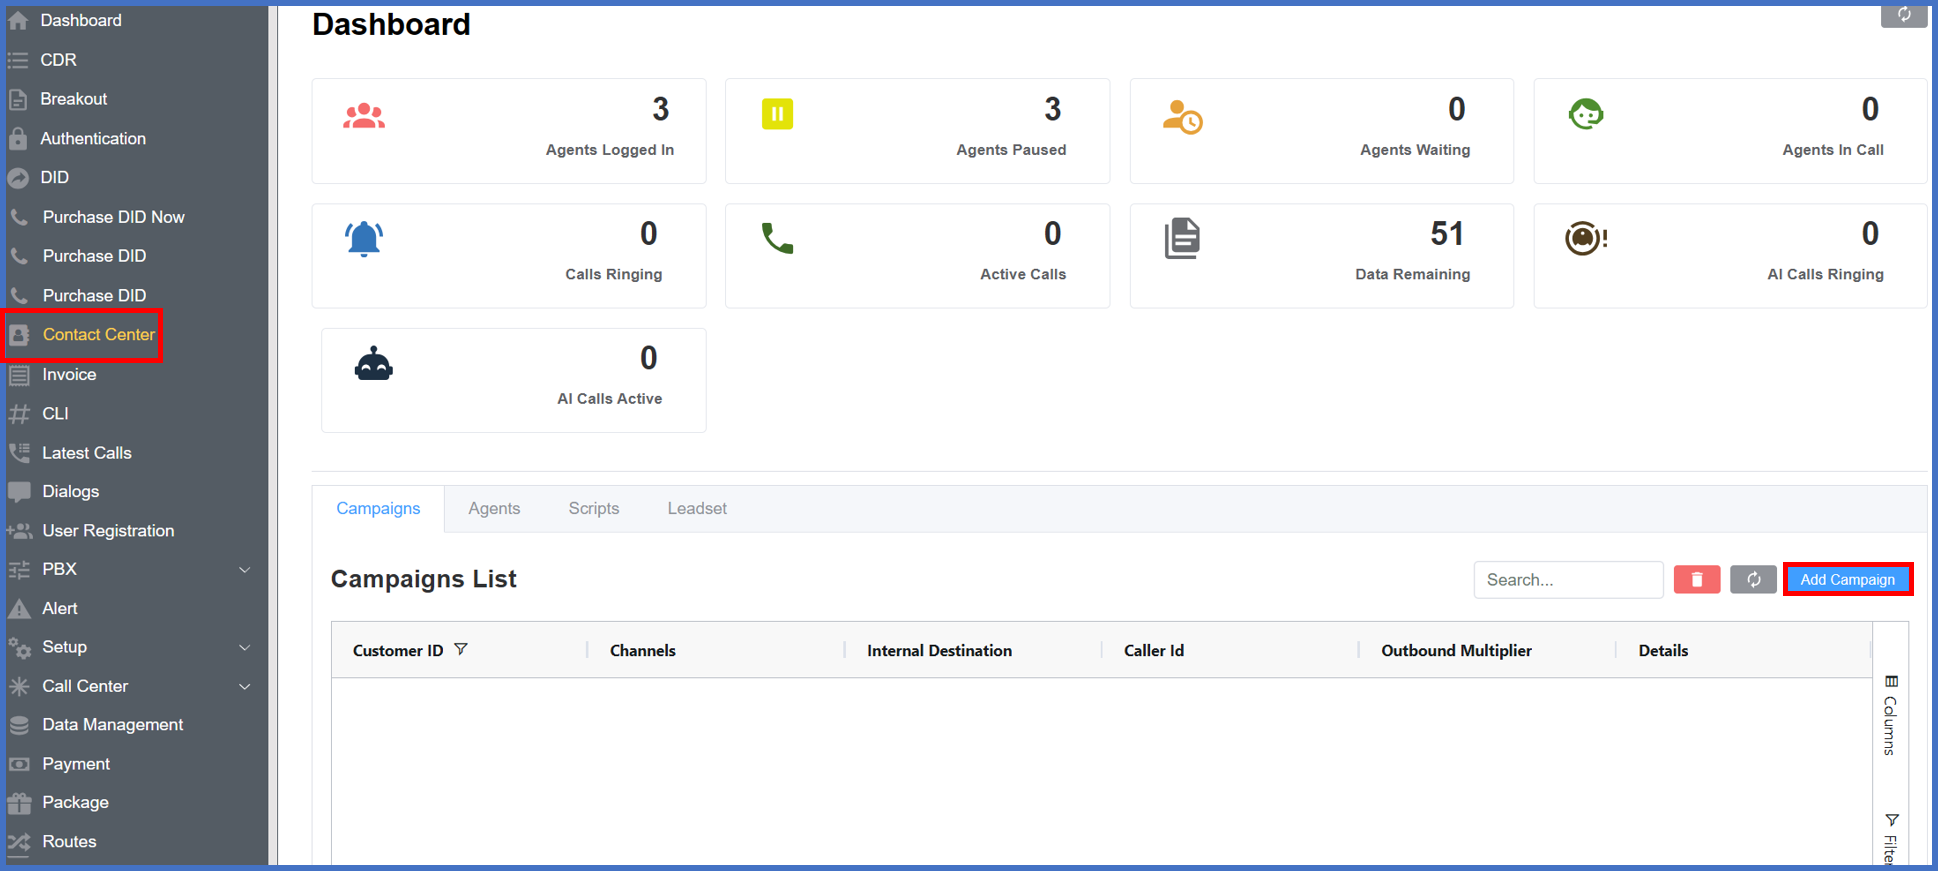 Dashboard
CDR
Breakout
Authentication
DID
Purchase DID Now
Purchase DID
Purchase DID
Contact Center
Invoice
CLI
Latest Calls
Dialogs
User Registration
PBX
Alert
Setup
Call Center
Data Management
Payment
Package
Routes
Dashboard
3
Agents Logged In
3
Agents Paused
0
Agents Waiting
0
Agents In Call
0
Calls Ringing
0
Active Calls
51
Data Remaining
0
AI Calls Ringing
0
AI Calls Active
Campaigns Agents Scripts Leadset
Campaigns List
Search...
Add Campaign
Customer ID Channels Internal Destination Caller Id Outbound Multiplier Details
Columns
Filte